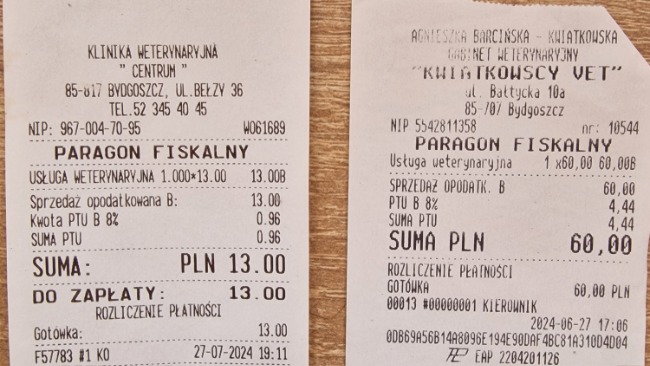 KLINIKA WETERYNARYJNA
" CENTRUM "
85-817 BYDGOSZCZ, UL.BEŁZY 36
TEL.52 345 40 45
NIP: 967-004-70-95 W061689
PARAGON FISKALNY
USŁUGA WETERYNARYJNA 1.000*13.00 13.00B
Sprzedaż opodatkowana B: 13.00
Kwota PTU B 8% 0.96
SUMA PTU 0.96
SUMA: PLN 13.00
DO ZAPŁATY: 13.00
ROZLICZENIE PŁATNOŚCI
Gotówka: 13.00
F57783 #1 KO 27-07-2024 19:11
AGNIESZKA BARCIŃSKA - KWIATKOWSKA
GABINET WETERYNARYJNY
"KWIATKOWSCY VET"
ul. Bałtycka 10a
85-707 Bydgoszcz
NIP 5542811358 nr: 10544
PARAGON FISKALNY
Usługa weterynaryjna 1 x60,00 60,00B
SPRZEDAŻ OPODATK. B 60,00
PTU B 8% 4,44
SUMA PTU 4,44
SUMA PLN 60,00
ROZLICZENIE PŁATNOŚCI
GOTÓWKA 60,00 PLN
00013 #00000001 KIEROWNIK
2024-06-27 17:06
0DB69A56B14A8096E194E90DAF4BC81A310D4D04
EAP 2204201126